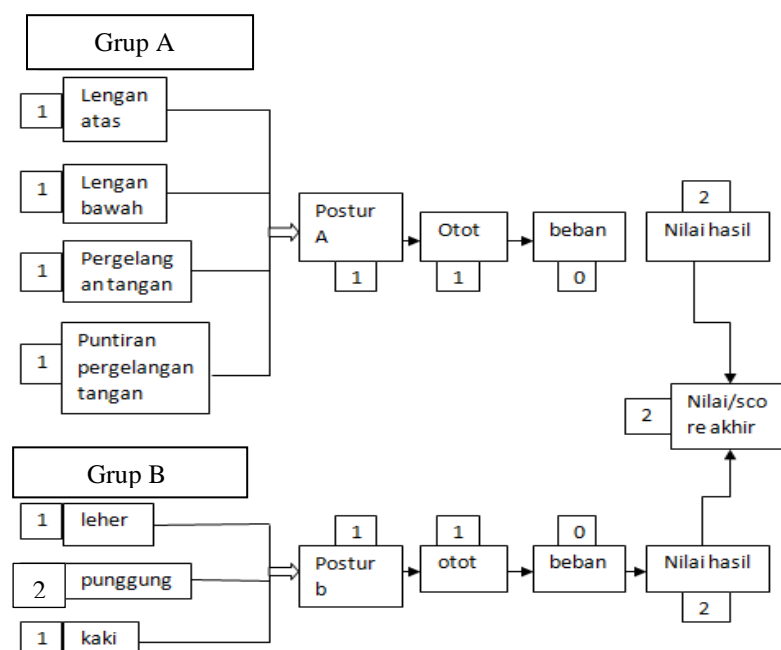 Grup A
1
Lengan
atas
1
Lengan
bawah
1
Pergelang
an tangan
1
Puntiran
pergelangan
tangan
Postur
A
1
Otot
1
beban
0
2
Nilai hasil
2
Nilai/sco
re akhir
Grup B
1
leher
2
punggung
1
kaki
1
Postur
b
1
otot
0
beban
Nilai hasil
2